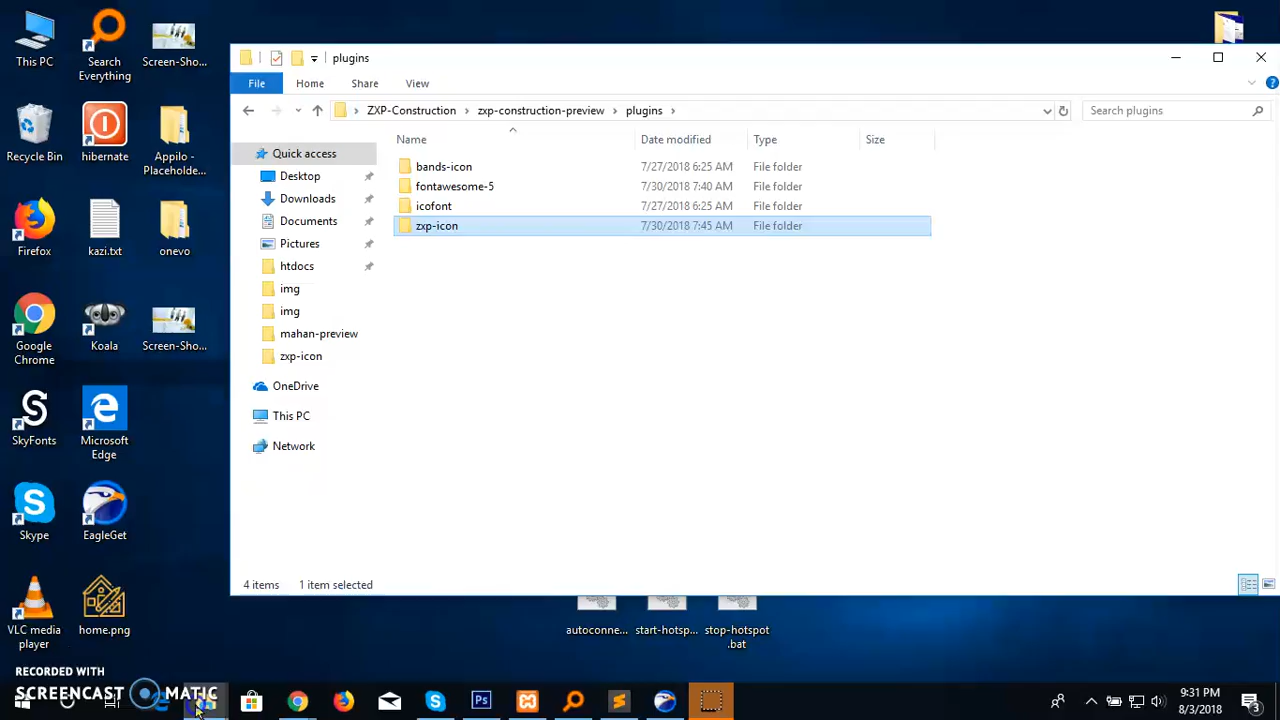 This PC
Search
Everything
Screen-Sho...
Recycle Bin
hibernate
Appilo -
Placeholde...
Firefox
kazi.txt
onevo
Google
Chrome
Koala
Screen-Sho...
SkyFonts
Microsoft
Edge
Skype
EagleGet
VLC media
player
home.png
plugins
File
Home
Share
View
ZXP-Construction
zxp-construction-preview
plugins
Search plugins
Quick access
Desktop
Downloads
Documents
Pictures
htdocs
img
img
mahan-preview
zxp-icon
OneDrive
This PC
Network
Name Date modified Type Size
bands-icon 7/27/2018 6:25 AM File folder
fontawesome-5 7/30/2018 7:40 AM File folder
icofont 7/27/2018 6:25 AM File folder
zxp-icon 7/30/2018 7:45 AM File folder
4 items 1 item selected
autoconne...
start-hotsp...
stop-hotspot
.bat
RECORDED WITH
SCREENCAST MATIC
9:31 PM
8/3/2018
3